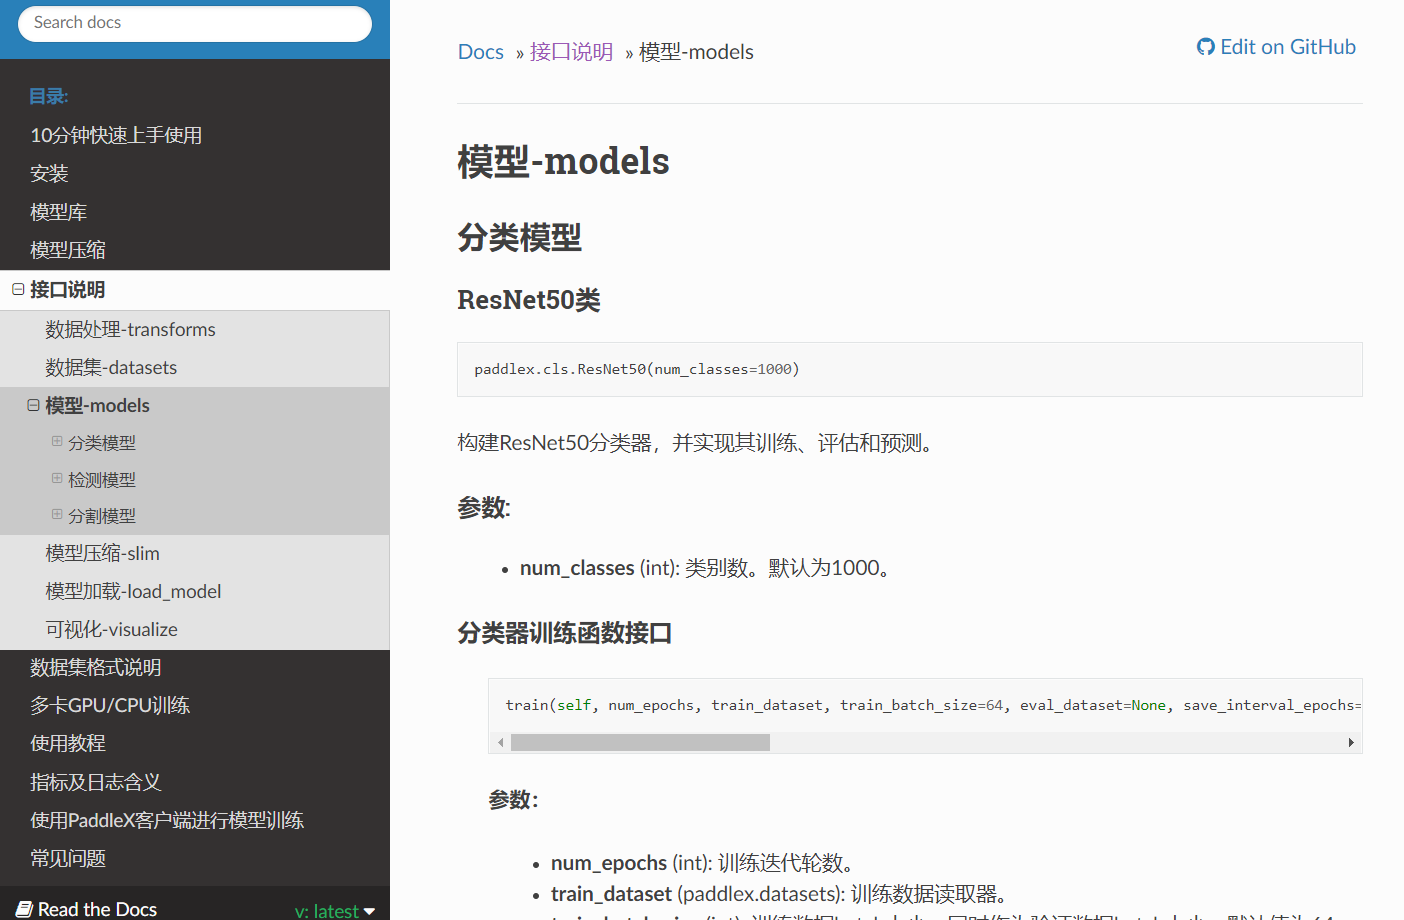 Search docs
目录:
10分钟快速上手使用
安装
模型库
模型压缩
接口说明
数据处理-transforms
数据集-datasets
模型-models
分类模型
检测模型
分割模型
模型压缩-slim
模型加载-load_model
可视化-visualize
数据集格式说明
多卡GPU/CPU训练
使用教程
指标及日志含义
使用PaddleX客户端进行模型训练
常见问题
Read the Docs v: latest
Docs » 接口说明 » 模型-models
Edit on GitHub
模型-models
分类模型
ResNet50类
paddlex.cls.ResNet50(num_classes=1000)
构建ResNet50分类器，并实现其训练、评估和预测。
参数:
num_classes (int): 类别数。默认为1000。
分类器训练函数接口
train(self, num_epochs, train_dataset, train_batch_size=64, eval_dataset=None, save_interval_epochs=
参数：
num_epochs (int): 训练迭代轮数。
train_dataset (paddlex.datasets): 训练数据读取器。